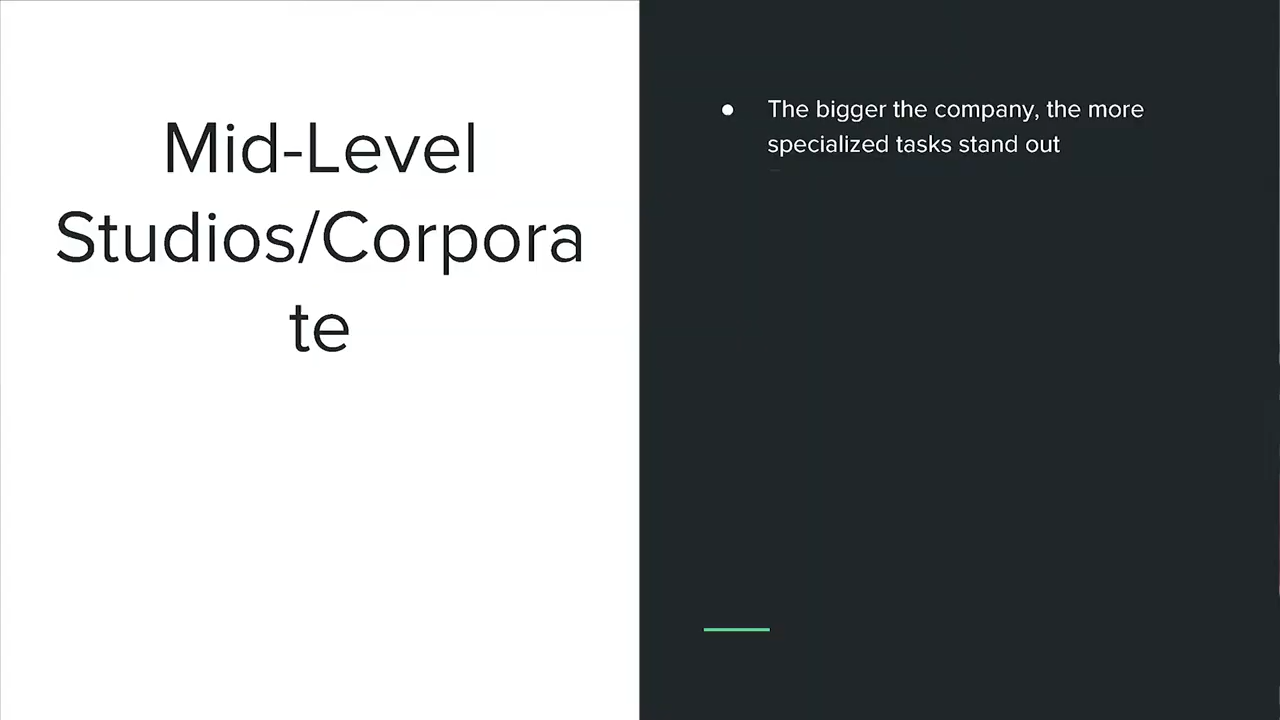 Mid-Level
Studios/Corpora
te
● The bigger the company, the more
specialized tasks stand out